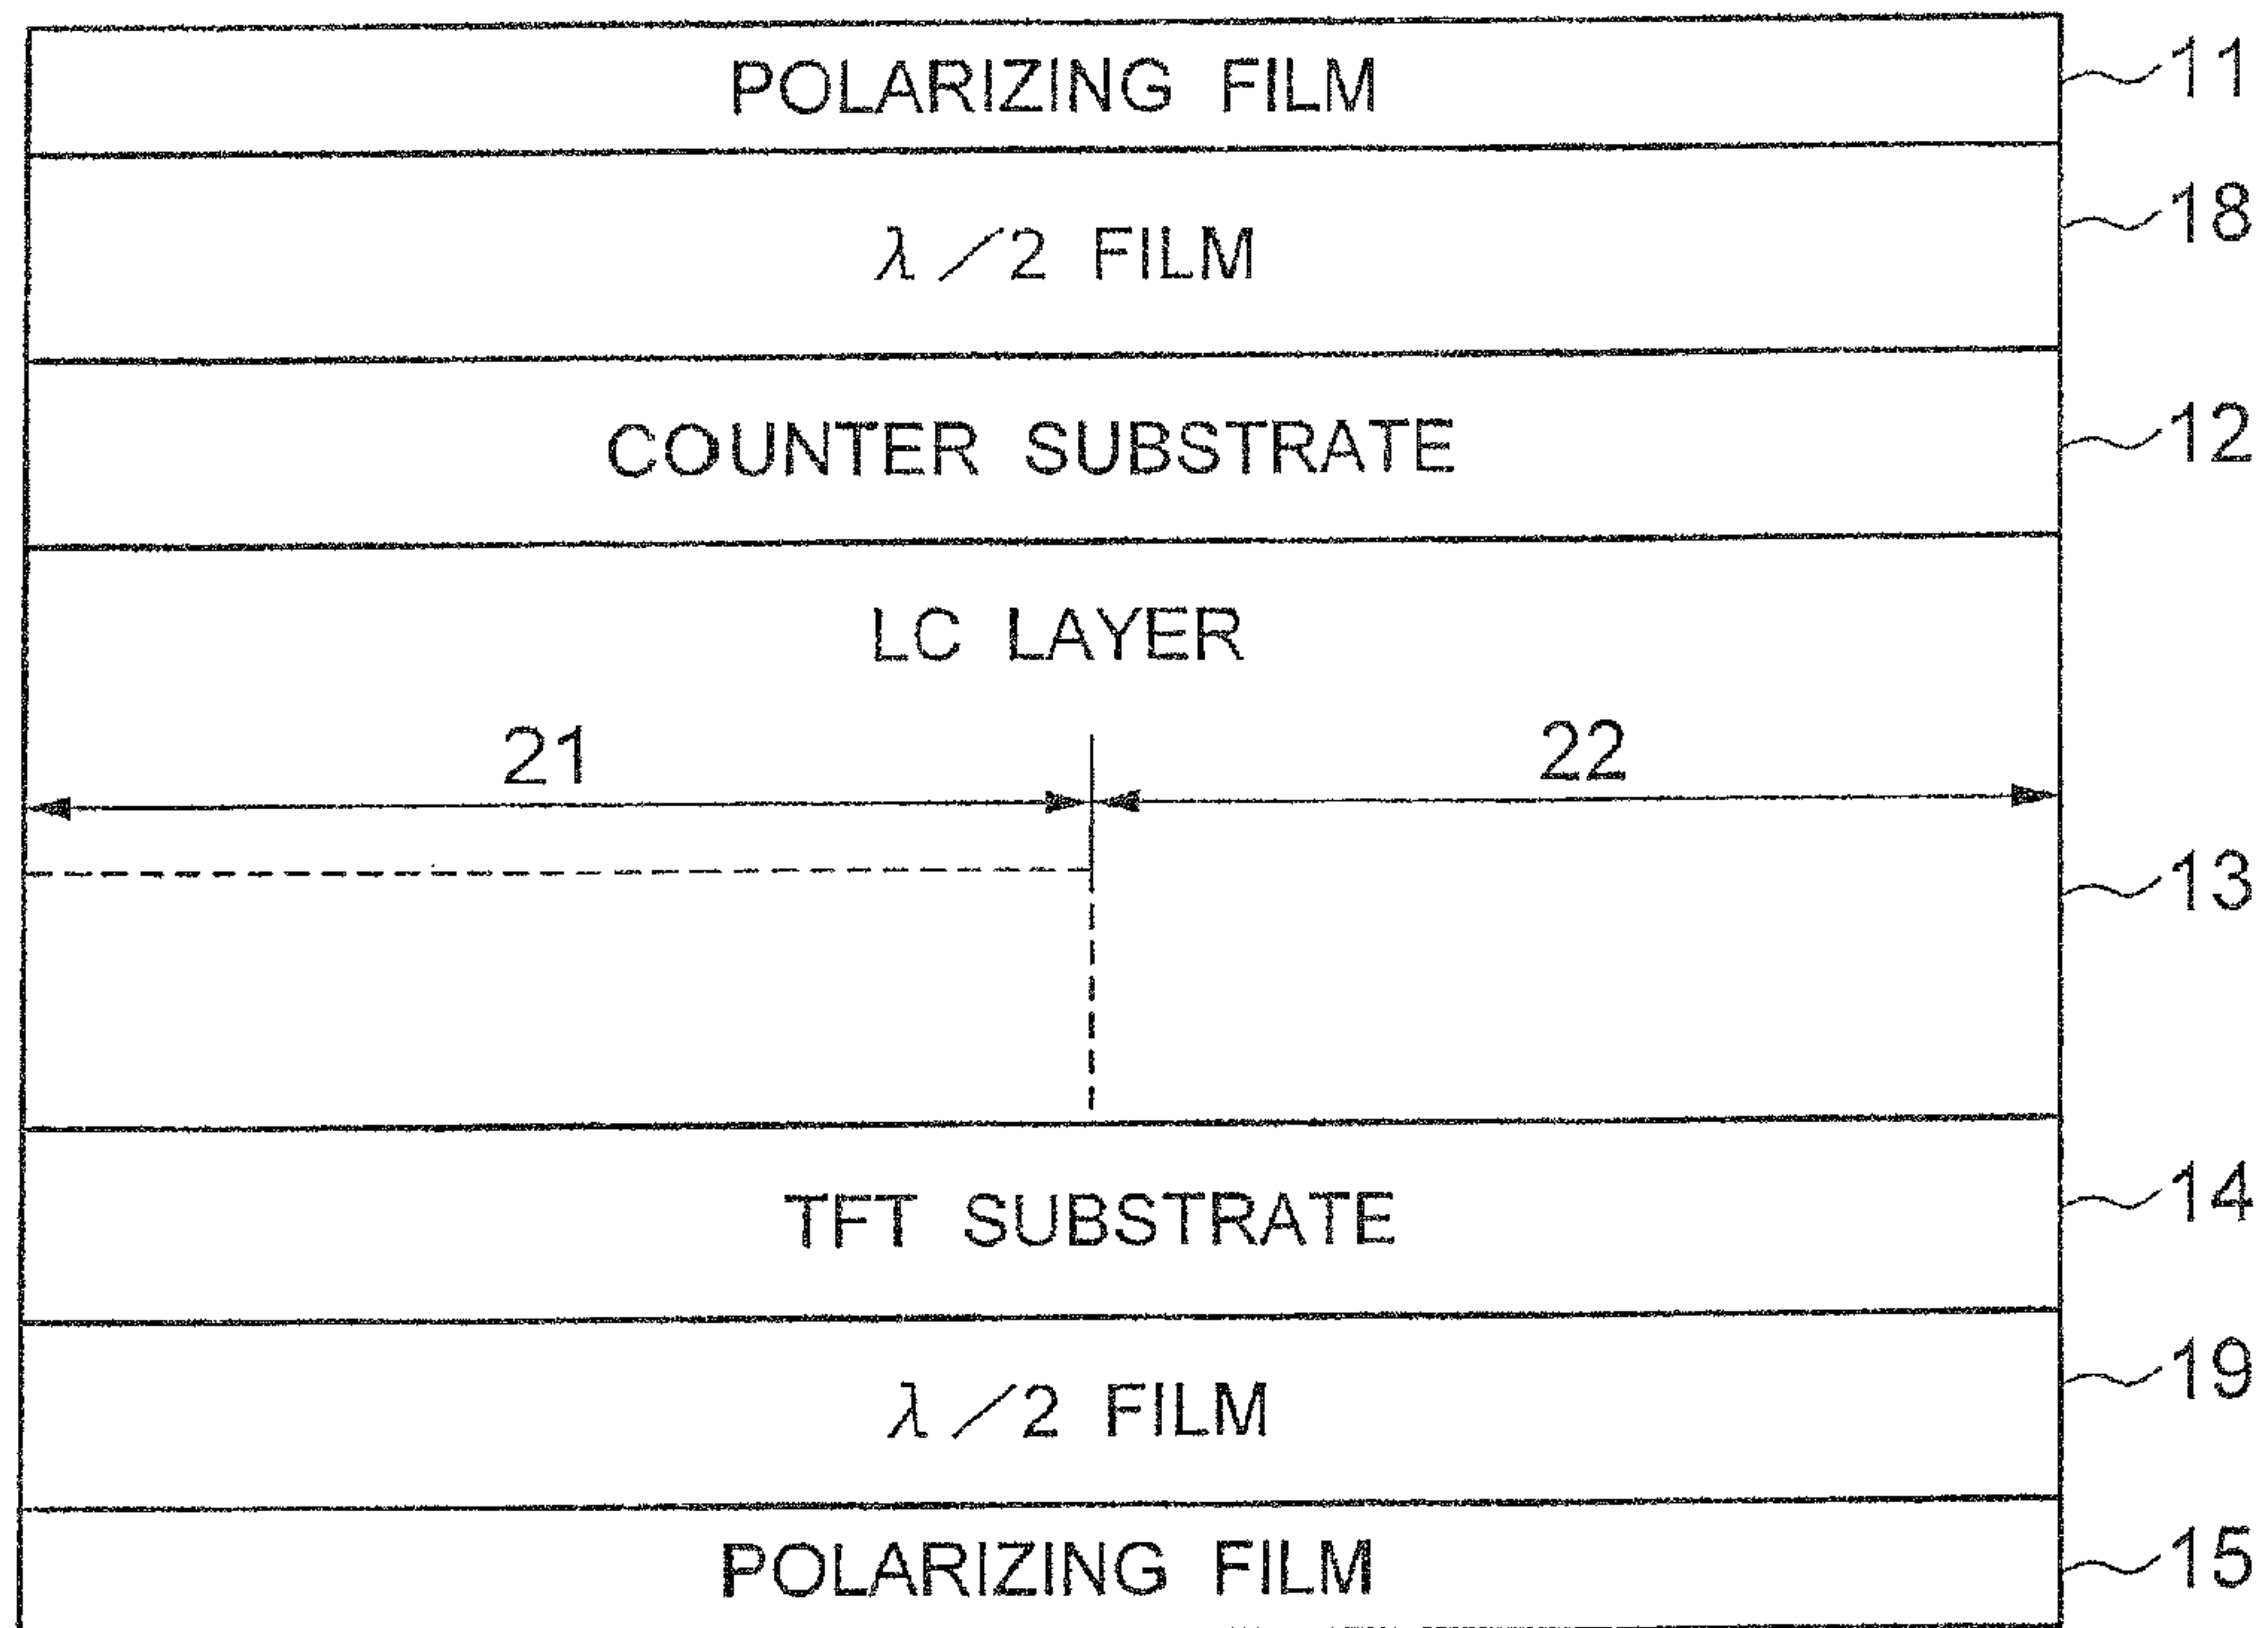 POLARIZING FILM 11
λ/2 FILM 18
COUNTER SUBSTRATE 12
LC LAYER
21 22
13
TFT SUBSTRATE 14
λ/2 FILM 19
POLARIZING FILM 15